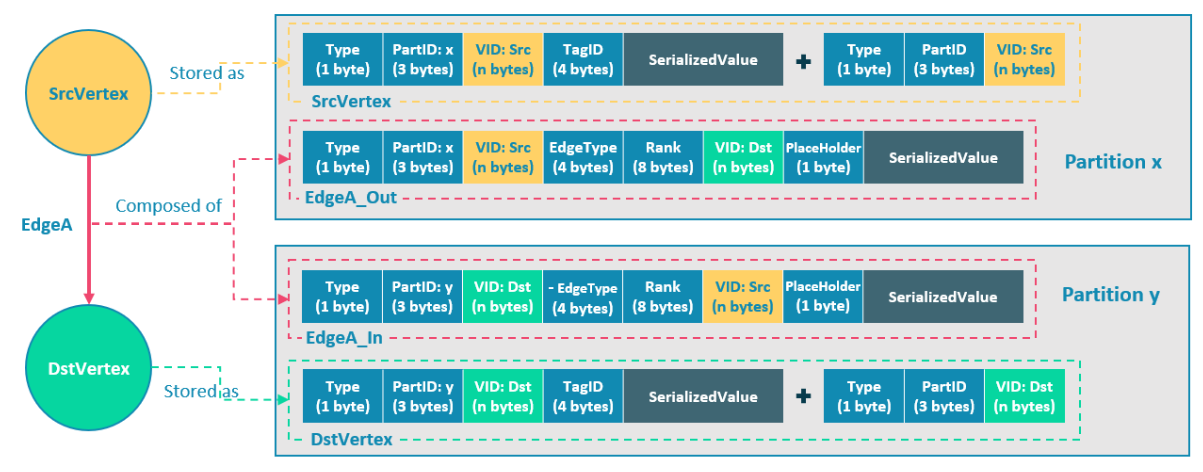 SrcVertex
Stored as
Type
(1 byte)
PartID: x
(3 bytes)
VID: Src
(n bytes)
TagID
(4 bytes)
SerializedValue
+
Type
(1 byte)
PartID
(3 bytes)
VID: Src
(n bytes)
SrcVertex
EdgeA
Composed of
Type
(1 byte)
PartID: x
(3 bytes)
VID: Src
(n bytes)
EdgeType
(4 bytes)
Rank
(8 bytes)
VID: Dst
(n bytes)
PlaceHolder
(1 byte)
SerializedValue
EdgeA_Out
Partition x
Type
(1 byte)
PartID: y
(3 bytes)
VID: Dst
(n bytes)
- EdgeType
(4 bytes)
Rank
(8 bytes)
VID: Src
(n bytes)
PlaceHolder
(1 byte)
SerializedValue
EdgeA_In
Partition y
DstVertex
Stored as
Type
(1 byte)
PartID: y
(3 bytes)
VID: Dst
(n bytes)
TagID
(4 bytes)
SerializedValue
+
Type
(1 byte)
PartID
(3 bytes)
VID: Dst
(n bytes)
DstVertex